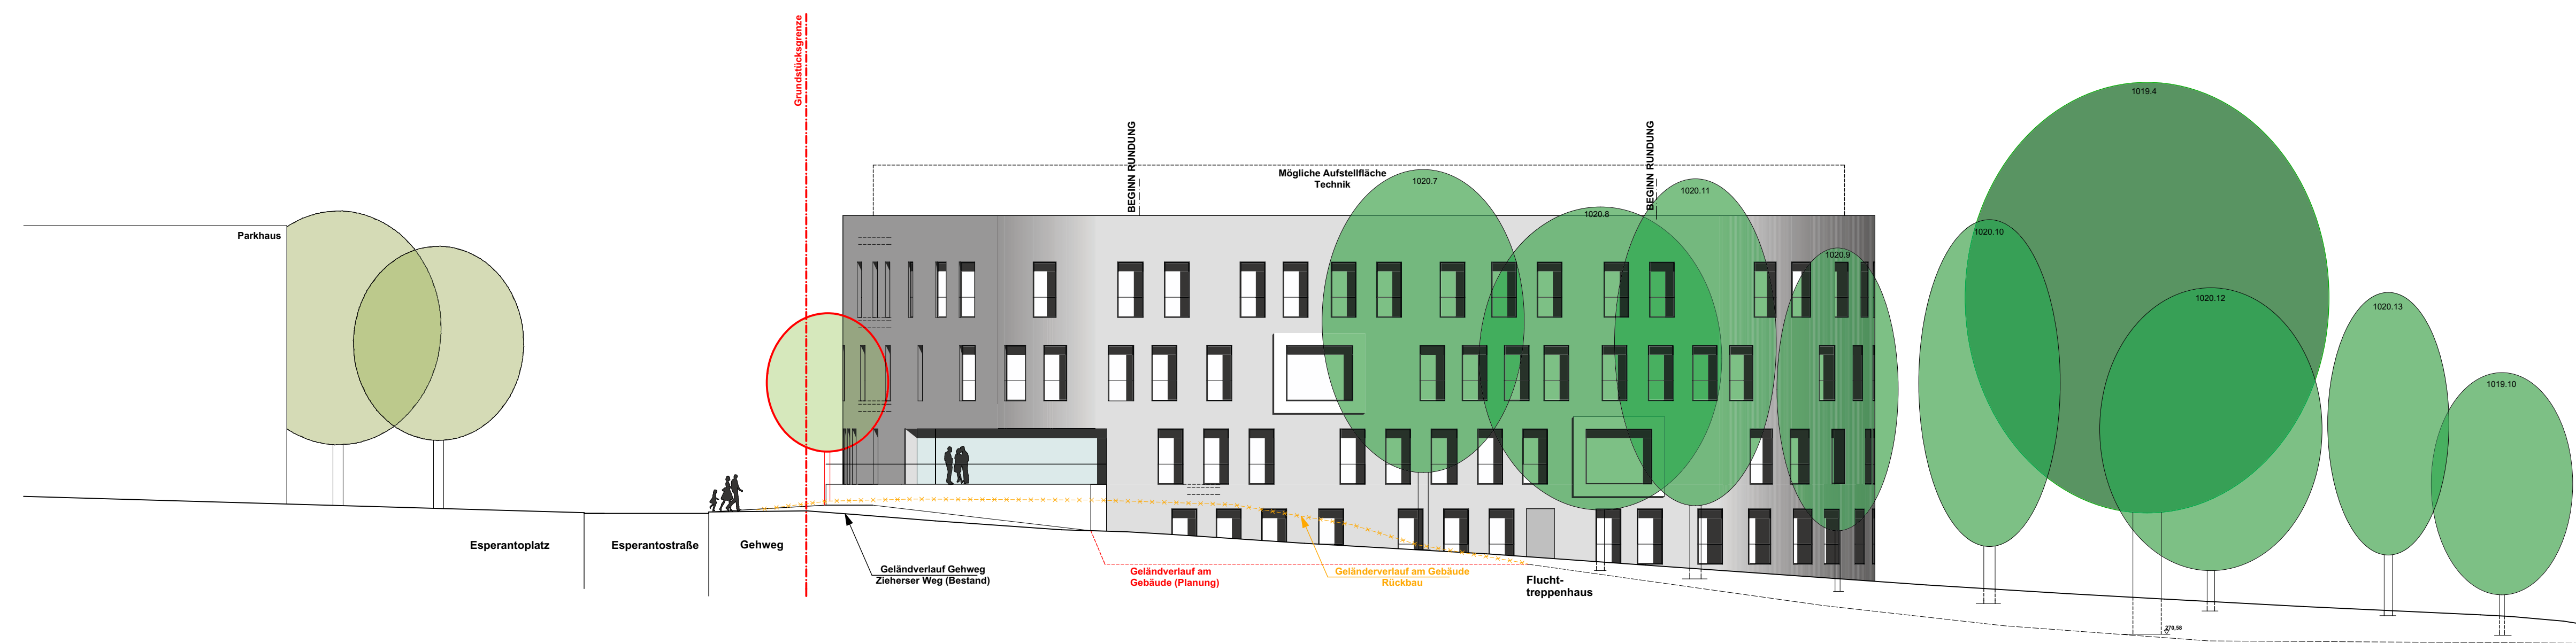 Grundstücksgrenze
Parkhaus
BEGINN RUNDUNG
Mögliche Aufstellfläche
Technik
BEGINN RUNDUNG
1020.7
1020.8
1020.11
1020.9
1020.10
1019.4
1020.12
1020.13
1019.10
Esperantoplatz
Esperantostraße
Gehweg
Geländverlauf Gehweg
Zieherser Weg (Bestand)
Geländverlauf am
Gebäude (Planung)
Geländerverlauf am Gebäude
Rückbau
Flucht-
treppenhaus
270,58